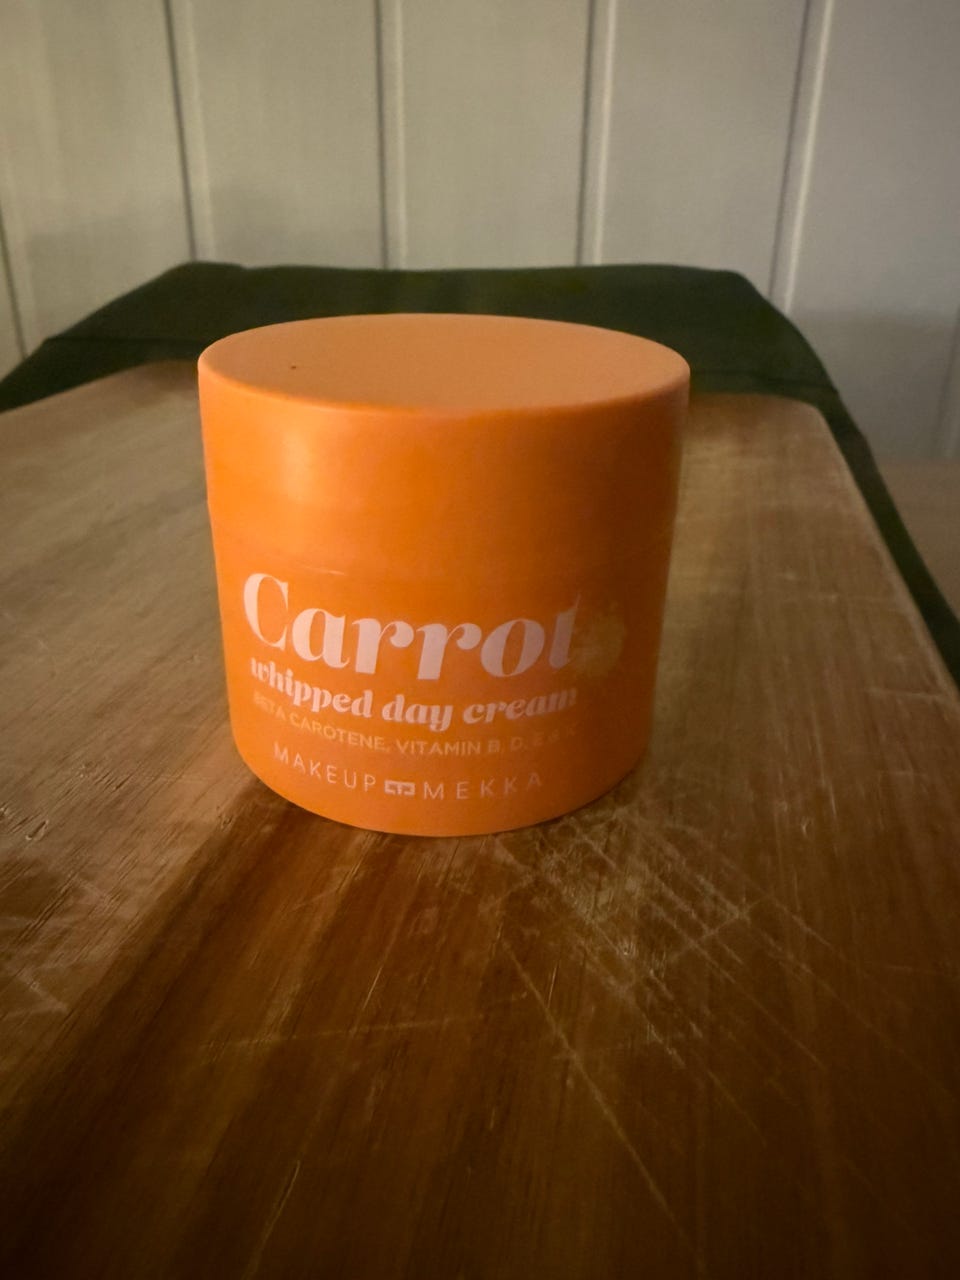 Carrot
whipped day cream
BETA CAROTENE, VITAMIN B, D, E & K
MAKEUP MEKKA